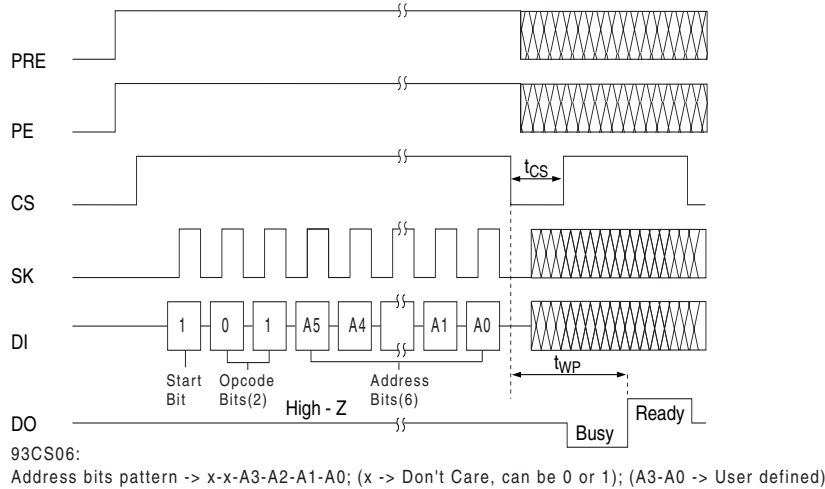 PRE
PE
tCS
CS
SK
1 0 1 A5 A4 A1 A0
DI
tWP
Start Bit
Opcode Bits(2)
Address Bits(6)
High - Z
Ready
DO
Busy
93CS06:
Address bits pattern -> x-x-A3-A2-A1-A0; (x -> Don't Care, can be 0 or 1); (A3-A0 -> User defined)